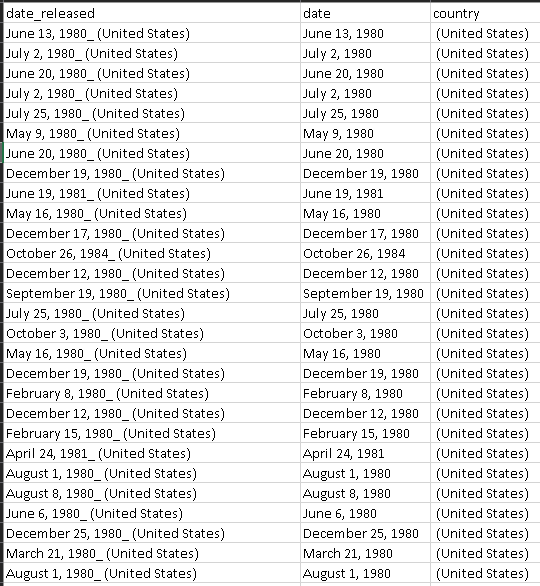 date_released date country
June 13, 1980_ (United States) June 13, 1980 (United States)
July 2, 1980_ (United States) July 2, 1980 (United States)
June 20, 1980_ (United States) June 20, 1980 (United States)
July 2, 1980_ (United States) July 2, 1980 (United States)
July 25, 1980_ (United States) July 25, 1980 (United States)
May 9, 1980_ (United States) May 9, 1980 (United States)
June 20, 1980_ (United States) June 20, 1980 (United States)
December 19, 1980_ (United States) December 19, 1980 (United States)
June 19, 1981_ (United States) June 19, 1981 (United States)
May 16, 1980_ (United States) May 16, 1980 (United States)
December 17, 1980_ (United States) December 17, 1980 (United States)
October 26, 1984_ (United States) October 26, 1984 (United States)
December 12, 1980_ (United States) December 12, 1980 (United States)
September 19, 1980_ (United States) September 19, 1980 (United States)
July 25, 1980_ (United States) July 25, 1980 (United States)
October 3, 1980_ (United States) October 3, 1980 (United States)
May 16, 1980_ (United States) May 16, 1980 (United States)
December 19, 1980_ (United States) December 19, 1980 (United States)
February 8, 1980_ (United States) February 8, 1980 (United States)
December 12, 1980_ (United States) December 12, 1980 (United States)
February 15, 1980_ (United States) February 15, 1980 (United States)
April 24, 1981_ (United States) April 24, 1981 (United States)
August 1, 1980_ (United States) August 1, 1980 (United States)
August 8, 1980_ (United States) August 8, 1980 (United States)
June 6, 1980_ (United States) June 6, 1980 (United States)
December 25, 1980_ (United States) December 25, 1980 (United States)
March 21, 1980_ (United States) March 21, 1980 (United States)
August 1, 1980_ (United States) August 1, 1980 (United States)